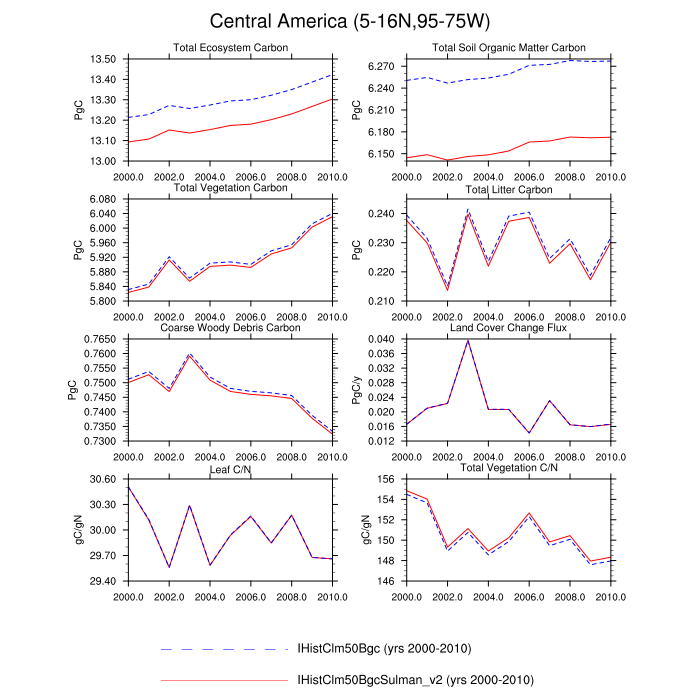 Central America (5-16N,95-75W)
Total Ecosystem Carbon
PgC
13.50
13.40
13.30
13.20
13.10
13.00
2000.0 2002.0 2004.0 2006.0 2008.0 2010.0
Total Soil Organic Matter Carbon
PgC
6.270
6.240
6.210
6.180
6.150
2000.0 2002.0 2004.0 2006.0 2008.0 2010.0
Total Vegetation Carbon
PgC
6.080
6.040
6.000
5.960
5.920
5.880
5.840
5.800
2000.0 2002.0 2004.0 2006.0 2008.0 2010.0
Total Litter Carbon
PgC
0.240
0.230
0.220
0.210
2000.0 2002.0 2004.0 2006.0 2008.0 2010.0
Coarse Woody Debris Carbon
PgC
0.7650
0.7600
0.7550
0.7500
0.7450
0.7400
0.7350
0.7300
2000.0 2002.0 2004.0 2006.0 2008.0 2010.0
Land Cover Change Flux
PgC/y
0.040
0.036
0.032
0.028
0.024
0.020
0.016
0.012
2000.0 2002.0 2004.0 2006.0 2008.0 2010.0
Leaf C/N
gC/gN
30.60
30.30
30.00
29.70
29.40
2000.0 2002.0 2004.0 2006.0 2008.0 2010.0
Total Vegetation C/N
gC/gN
156
154
152
150
148
146
2000.0 2002.0 2004.0 2006.0 2008.0 2010.0
IHistClm50Bgc (yrs 2000-2010)
IHistClm50BgcSulman_v2 (yrs 2000-2010)